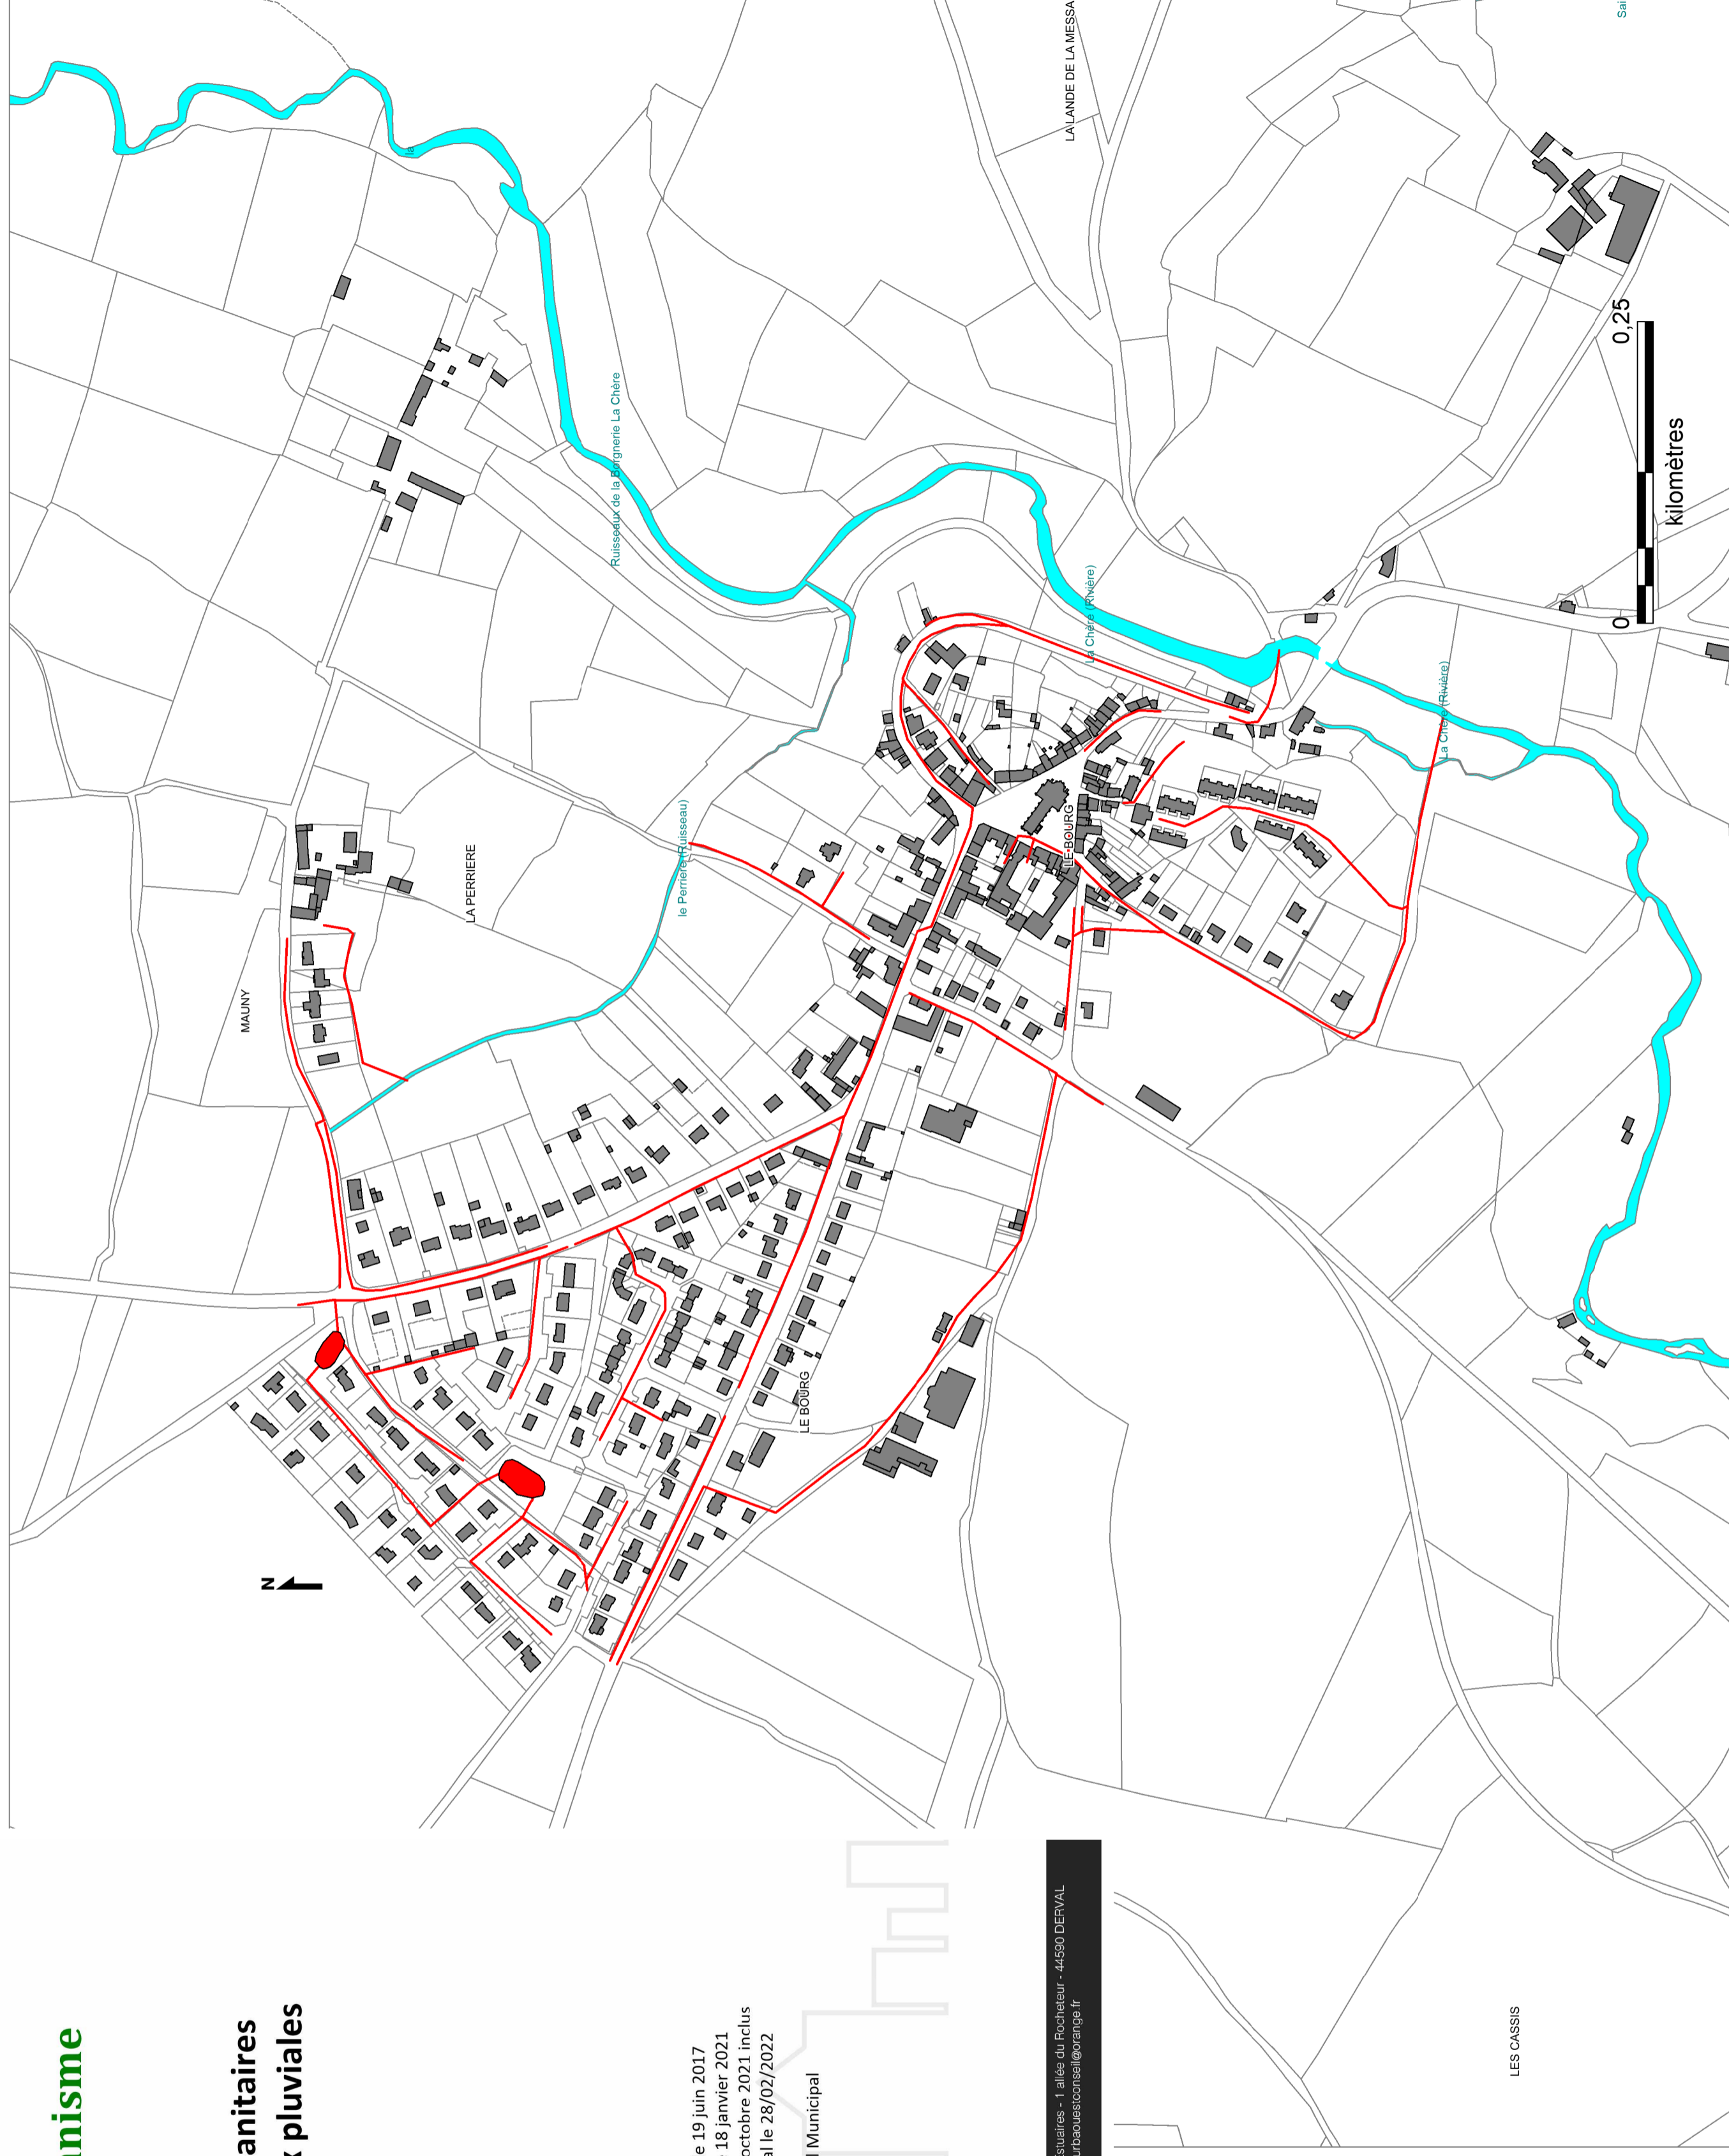 nisme
anitaires
pluviales
e 19 juin 2017
18 janvier 2021
octobre 2021 inclus
al le 28/02/2022
Municipal
stuaires - 1 allée du Rocheteur - 44590 DERVAL
urbaouestconseil@orange.fr
LES CASSIS
N
MAUNY
LA PERRIERE
le Perriere (Ruisseau)
LE BOURG
LE BOURG
la
Ruisseaux de la Borgnerie La Chère
La Chère (Rivière)
La Chère (Rivière)
LA LANDE DE LA MESSA
Sai
0
0,25
kilomètres